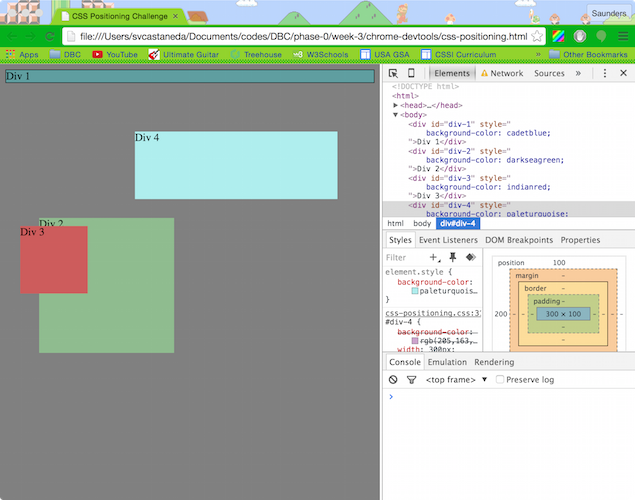 CSS Positioning Challenge
Saunders
file:///Users/svcastaneda/Documents/codes/DBC/phase-0/week-3/chrome-devtools/css-positioning.html
Apps DBC YouTube Ultimate Guitar Treehouse W3Schools USA GSA CSSi Curriculum » Other Bookmarks
Div 1
Div 4
Div 2
Div 3
Elements Network Sources »
<!DOCTYPE html>
<html>
<head>…</head>
<body>
<div id="div-1" style="
background-color: cadetblue;
">Div 1</div>
<div id="div-2" style="
background-color: darkseagreen;
">Div 2</div>
<div id="div-3" style="
background-color: indianred;
">Div 3</div>
<div id="div-4" style="
background-color: paleturquoise;
html body div#div-4
Styles Event Listeners DOM Breakpoints Properties
Filter
element.style {
background-color:
paleturquois…
}
css-positioning.css:3
#div-4 {
background-color:
rgb(205,163,
width: 300px;
position 100
margin -
border -
padding -
200 - - - 300 × 100 - - -
-
-
Console Emulation Rendering
<top frame> ▼ Preserve log
>